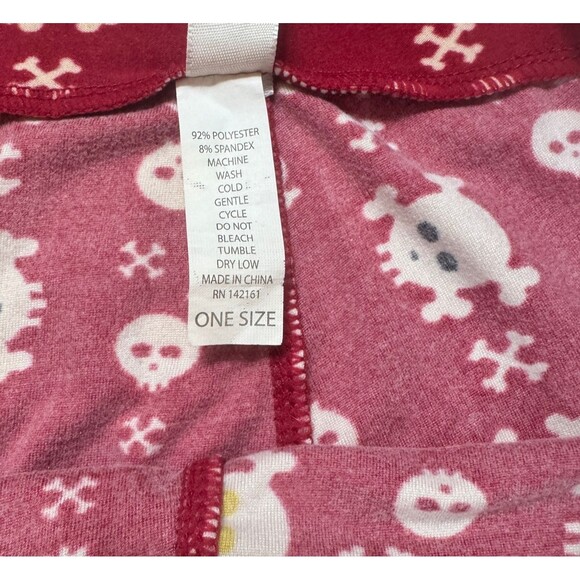 92% POLYESTER
8% SPANDEX
MACHINE
WASH
COLD
GENTLE
CYCLE
DO NOT
BLEACH
TUMBLE
DRY LOW
MADE IN CHINA
RN 142161
ONE SIZE